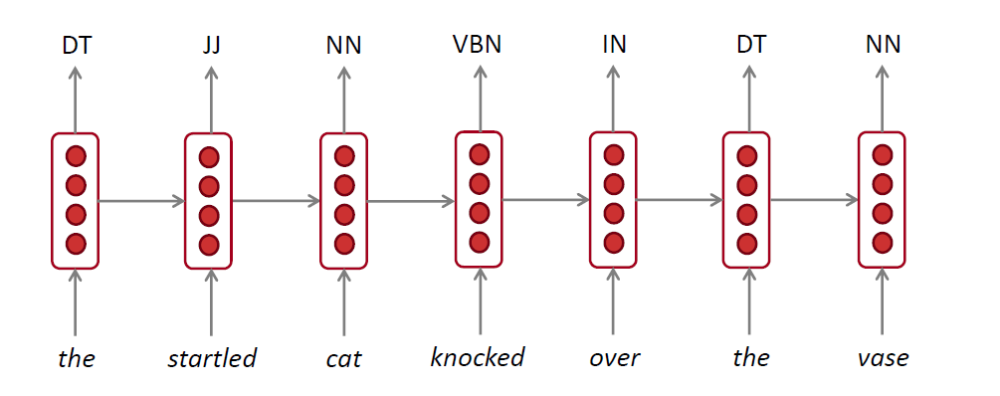 DT JJ NN VBN IN DT NN
the startled cat knocked over the vase